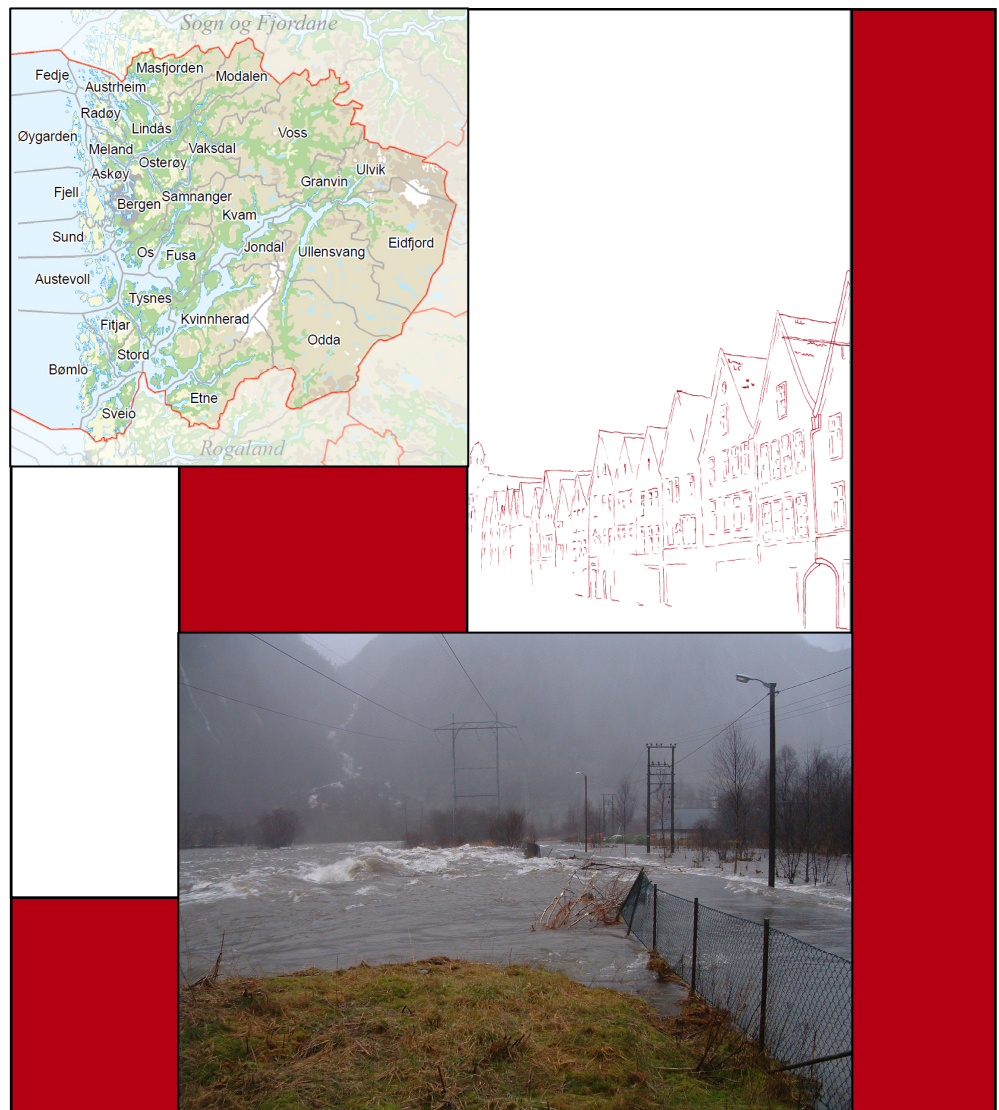 Sogn og Fjordane
Masfjorden
Fedje
Modalen
Austrheim
Radøy
Lindås
Voss
Øygarden
Meland
Vaksdal
Osterøy
Askøy
Ulvik
Granvin
Fjell
Samnanger
Bergen
Kvam
Sund
Eidfjord
Jondal
Os
Fusa
Ullensvang
Austevoll
Tysnes
Kvinnherad
Fitjar
Odda
Stord
Bømlo
Etne
Sveio
Rogaland